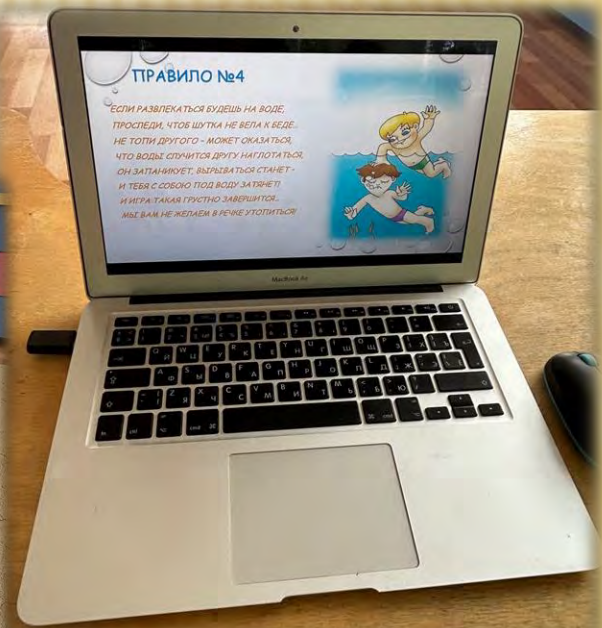 ПРАВИЛО №4
ЕСЛИ РАЗВЛЕКАТЬСЯ БУДЕШЬ НА ВОДЕ,
ПРОСЛЕДИ, ЧТОБ ШУТКА НЕ ВЕЛА К БЕДЕ..
НЕ ТОПИ ДРУГОГО – МОЖЕТ ОКАЗАТЬСЯ,
ЧТО ВОДЫ СЛУЧИТСЯ ДРУГУ НАГЛОТАТЬСЯ,
ОН ЗАПАНИКУЕТ, ВЫРЫВАТЬСЯ СТАНЕТ -
И ТЕБЯ С СОБОЮ ПОД ВОДУ ЗАТЯНЕТ!
И ИГРА ТАКАЯ ГРУСТНО ЗАВЕРШИТСЯ..
МЫ ВАМ НЕ ЖЕЛАЕМ В РЕЧКЕ УТОПИТЬСЯ!
MacBook Air